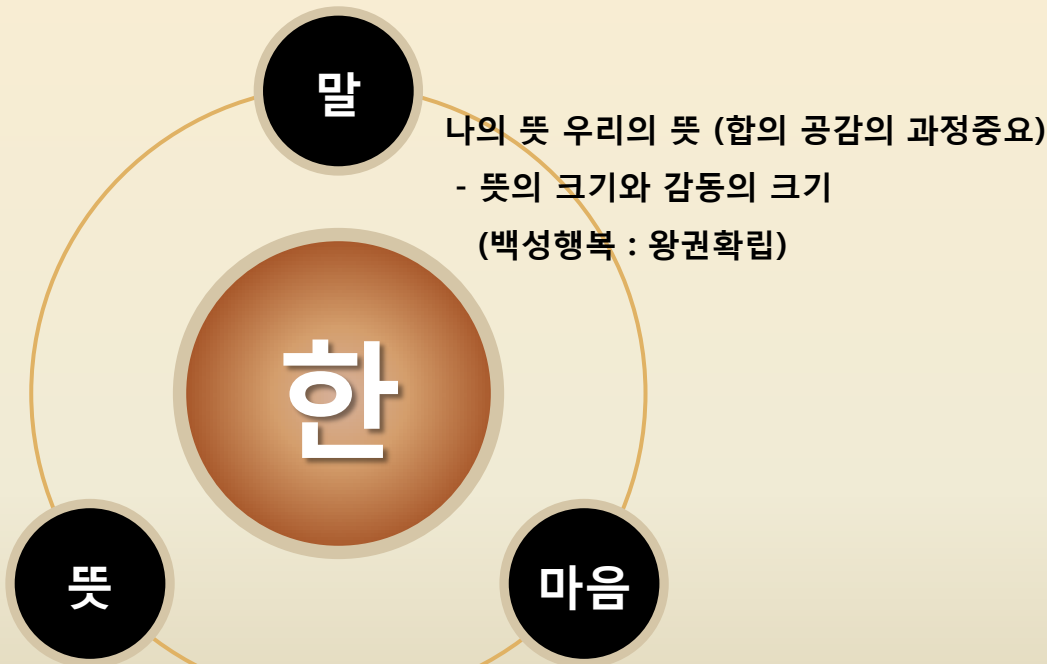 말
나의 뜻 우리의 뜻 (합의 공감의 과정중요)
- 뜻의 크기와 감동의 크기
(백성행복 : 왕권확립)
한
뜻
마음